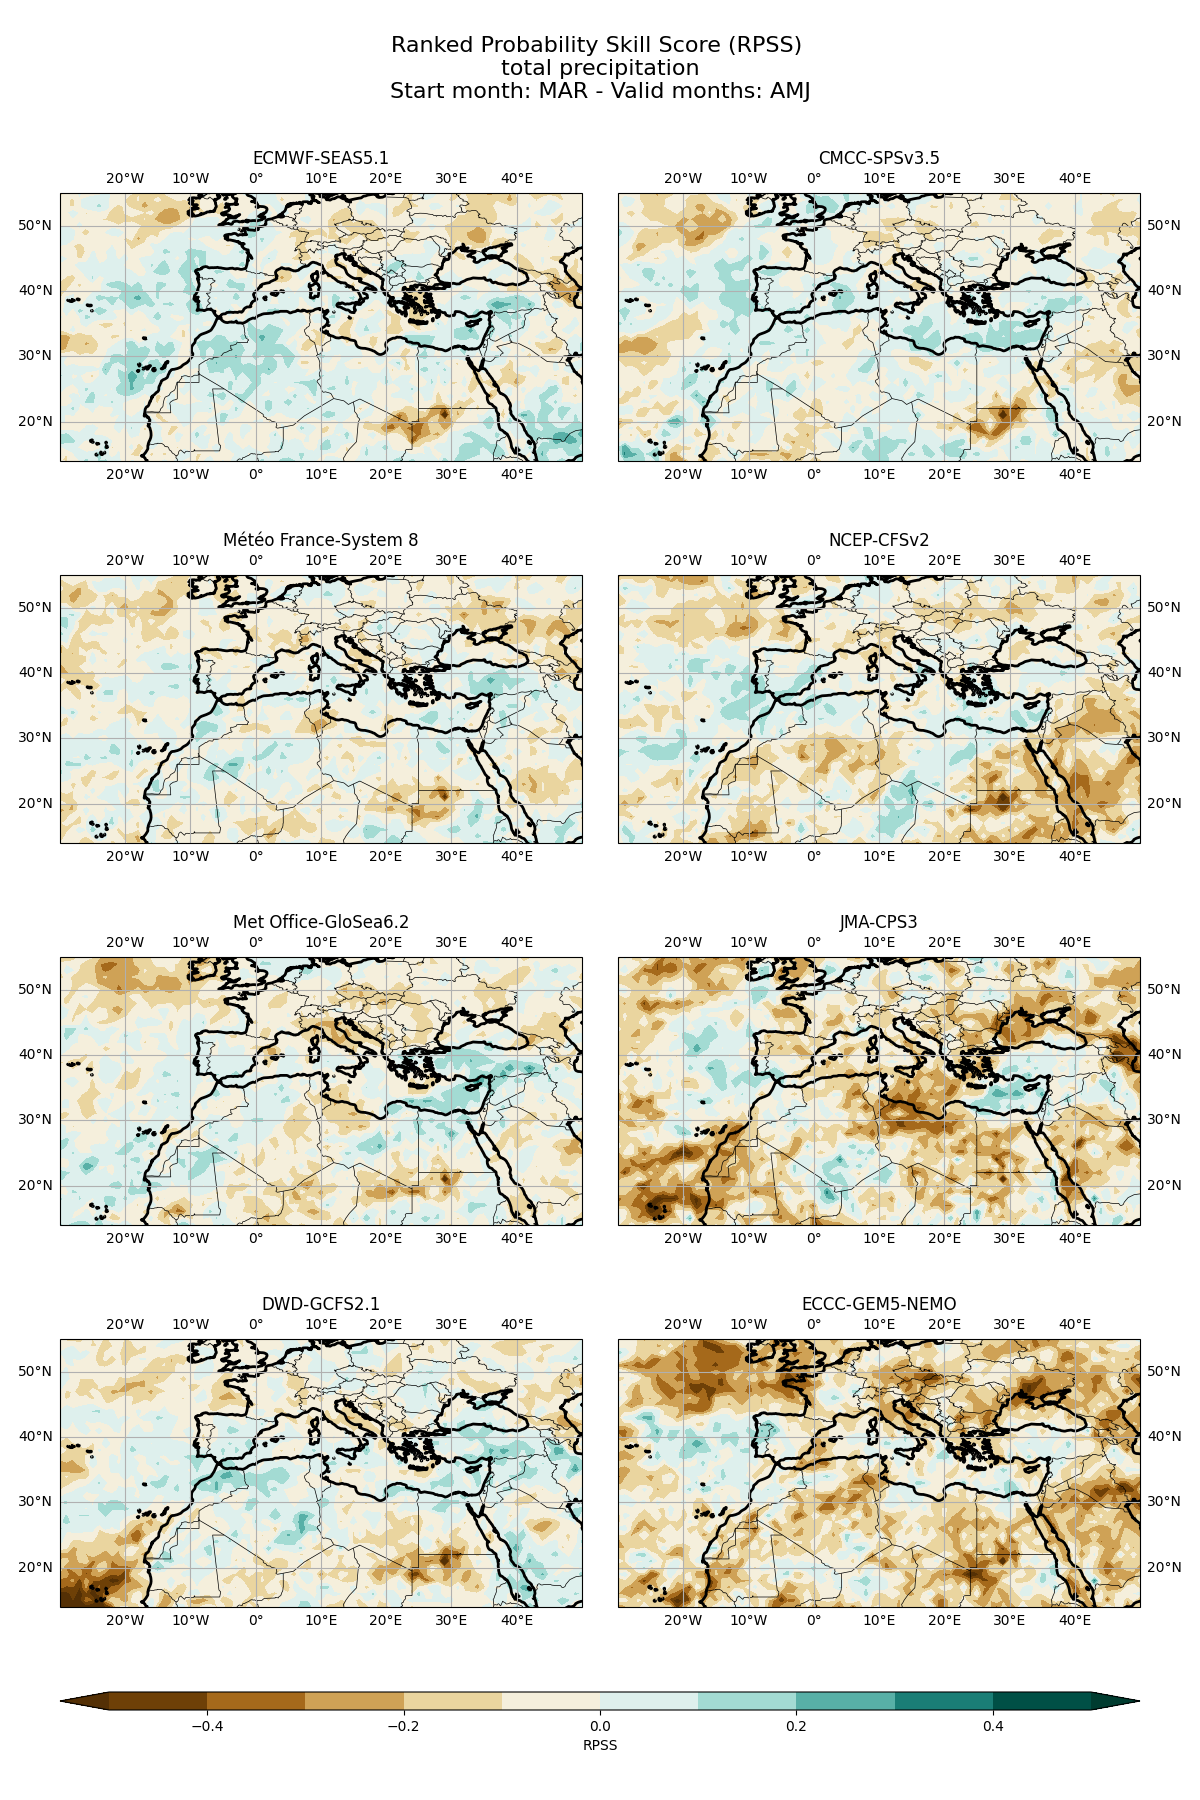 Ranked Probability Skill Score (RPSS)
total precipitation
Start month: MAR - Valid months: AMJ
ECMWF-SEAS5.1
20°W 10°W 0° 10°E 20°E 30°E 40°E
50°N
40°N
30°N
20°N
20°W 10°W 0° 10°E 20°E 30°E 40°E
CMCC-SPSv3.5
20°W 10°W 0° 10°E 20°E 30°E 40°E
50°N
40°N
30°N
20°N
20°W 10°W 0° 10°E 20°E 30°E 40°E
Météo France-System 8
20°W 10°W 0° 10°E 20°E 30°E 40°E
50°N
40°N
30°N
20°N
20°W 10°W 0° 10°E 20°E 30°E 40°E
NCEP-CFSv2
20°W 10°W 0° 10°E 20°E 30°E 40°E
50°N
40°N
30°N
20°N
20°W 10°W 0° 10°E 20°E 30°E 40°E
Met Office-GloSea6.2
20°W 10°W 0° 10°E 20°E 30°E 40°E
50°N
40°N
30°N
20°N
20°W 10°W 0° 10°E 20°E 30°E 40°E
JMA-CPS3
20°W 10°W 0° 10°E 20°E 30°E 40°E
50°N
40°N
30°N
20°N
20°W 10°W 0° 10°E 20°E 30°E 40°E
DWD-GCFS2.1
20°W 10°W 0° 10°E 20°E 30°E 40°E
50°N
40°N
30°N
20°N
20°W 10°W 0° 10°E 20°E 30°E 40°E
ECCC-GEM5-NEMO
20°W 10°W 0° 10°E 20°E 30°E 40°E
50°N
40°N
30°N
20°N
20°W 10°W 0° 10°E 20°E 30°E 40°E
−0.4 −0.2 0.0 0.2 0.4
RPSS